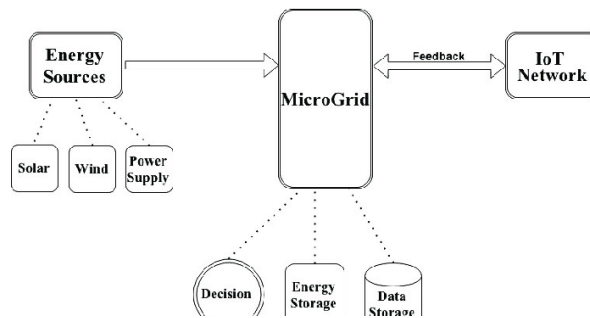 Energy
Sources
Feedback
IoT
Network
MicroGrid
Solar
Wind
Power
Supply
Decision
Energy
Storage
Data
Storage